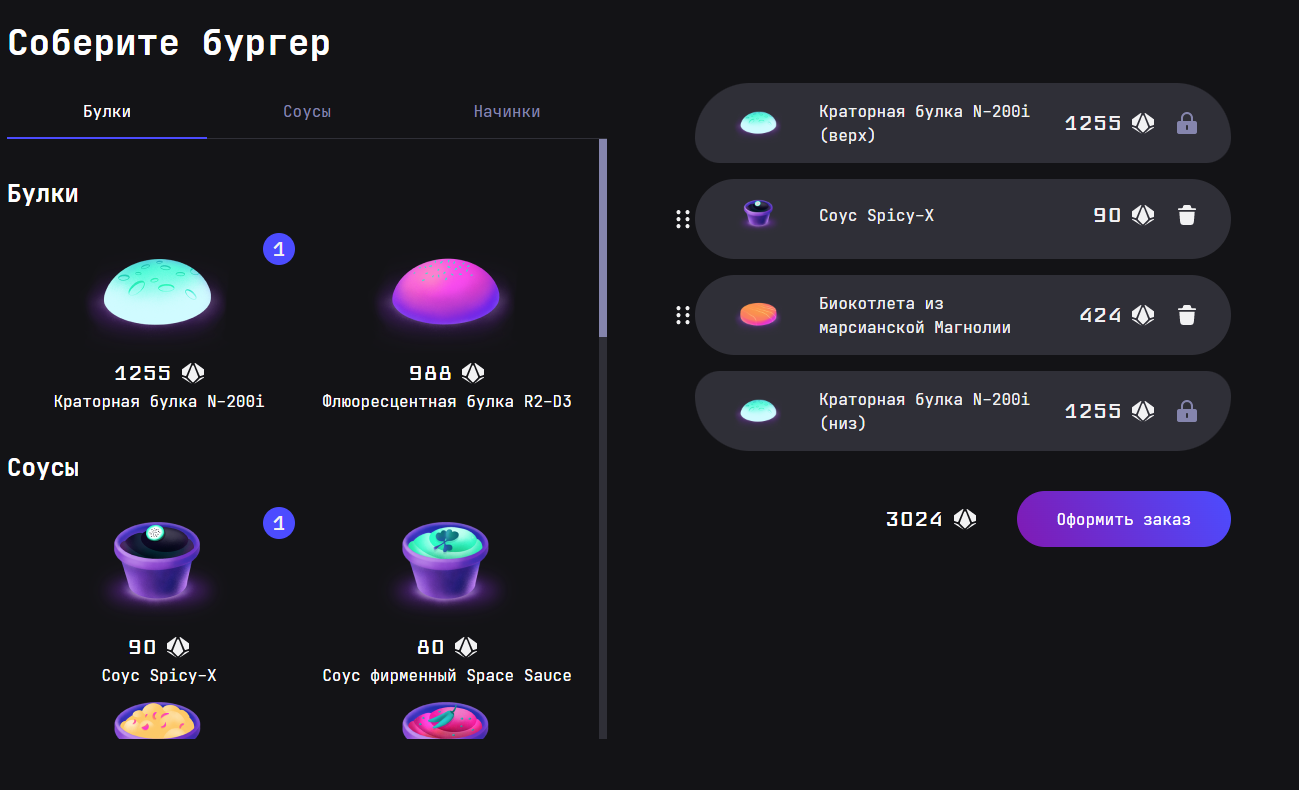 Соберите бургер
Булки
Соусы
Начинки
Булки
1
1255
Краторная булка N-200i
988
Флюоресцентная булка R2-D3
Соусы
1
90
Соус Spicy-X
80
Соус фирменный Space Sauce
Краторная булка N-200i
(верх)
1255
Соус Spicy-X
90
Биокотлета из
марсианской Магнолии
424
Краторная булка N-200i
(низ)
1255
3024
Оформить заказ